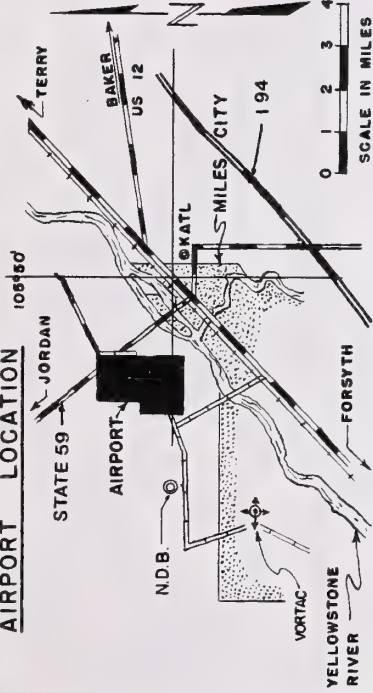 AIRPORT LOCATION
105°50'
N
JORDAN
TERRY
STATE 59
BAKER
US 12
AIRPORT
KATL
N.D.B.
MILES CITY
I 94
VORTAC
YELLOWSTONE
RIVER
FORSYTH
0 1 2 3 4
SCALE IN MILES